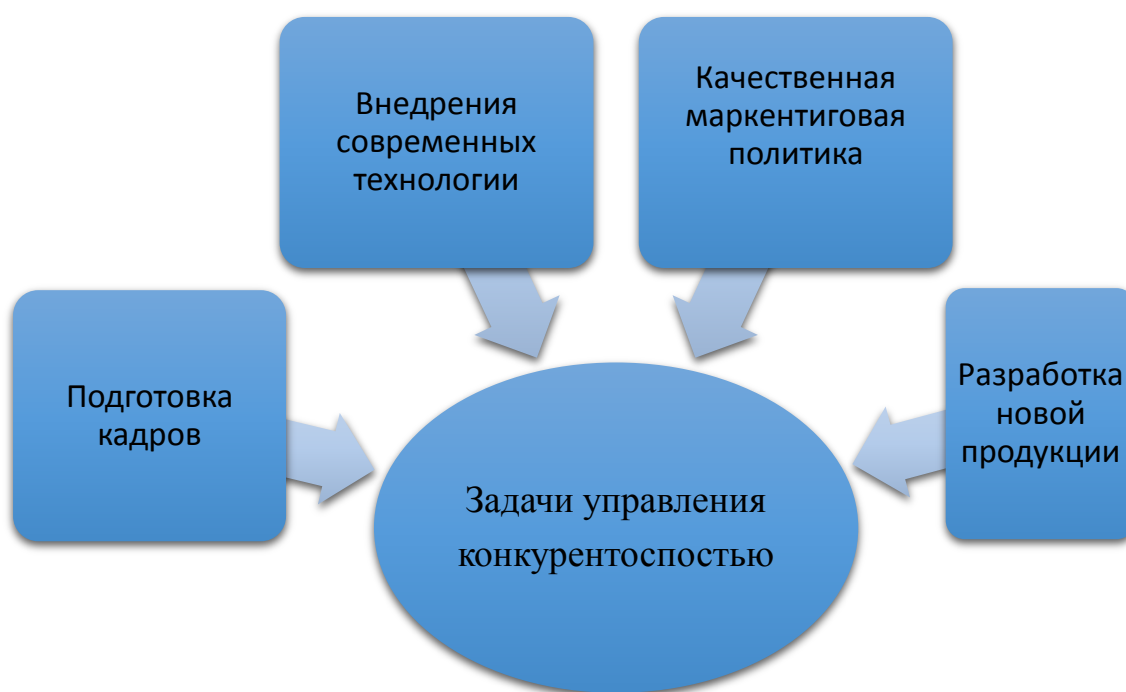 Внедрения
современных
технологии
Качественная
маркентиговая
политика
Подготовка
кадров
Разработка
новой
продукции
Задачи управления
конкурентоспостью